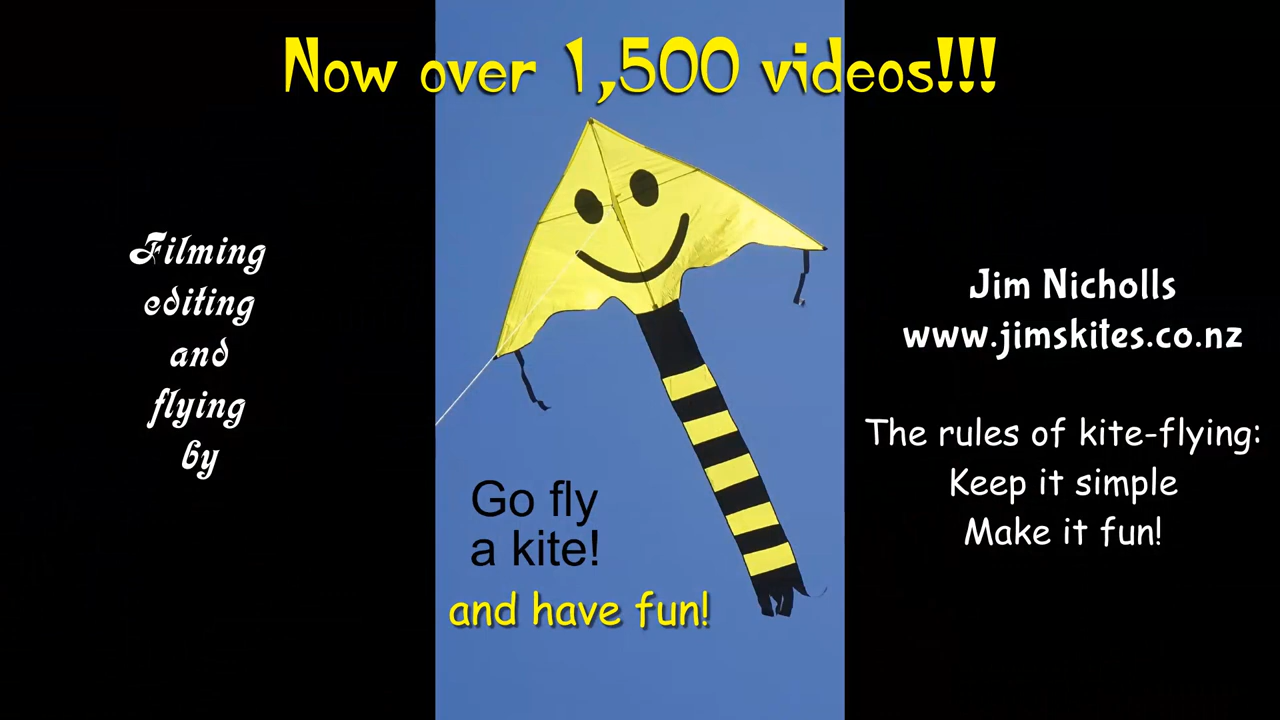 Now over 1,500 videos!!!
Filming
editing
and
flying
by
Jim Nicholls
www.jimskites.co.nz
The rules of kite-flying:
Keep it simple
Make it fun!
Go fly
a kite!
and have fun!